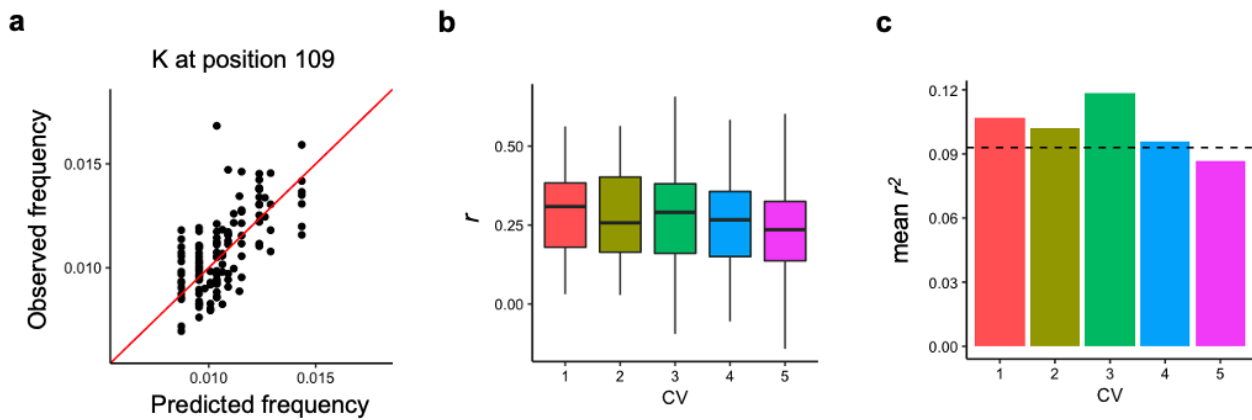 a
K at position 109
Observed frequency
0.015
0.010
0.010
0.015
Predicted frequency
b
r
0.50
0.25
0.00
1
2
3
4
5
CV
c
mean r²
0.12
0.09
0.06
0.03
0.00
1
2
3
4
5
CV